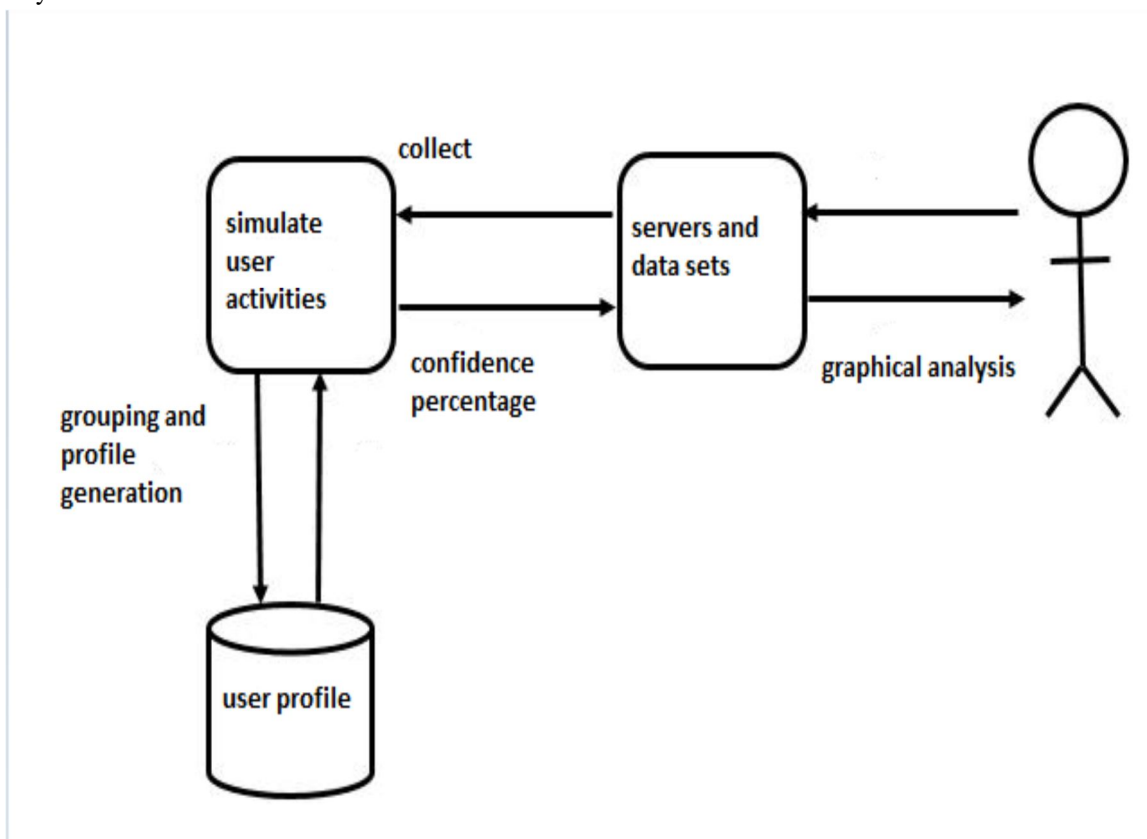 collect
simulate
user
activities
servers and
data sets
confidence
percentage
graphical analysis
grouping and
profile
generation
user profile